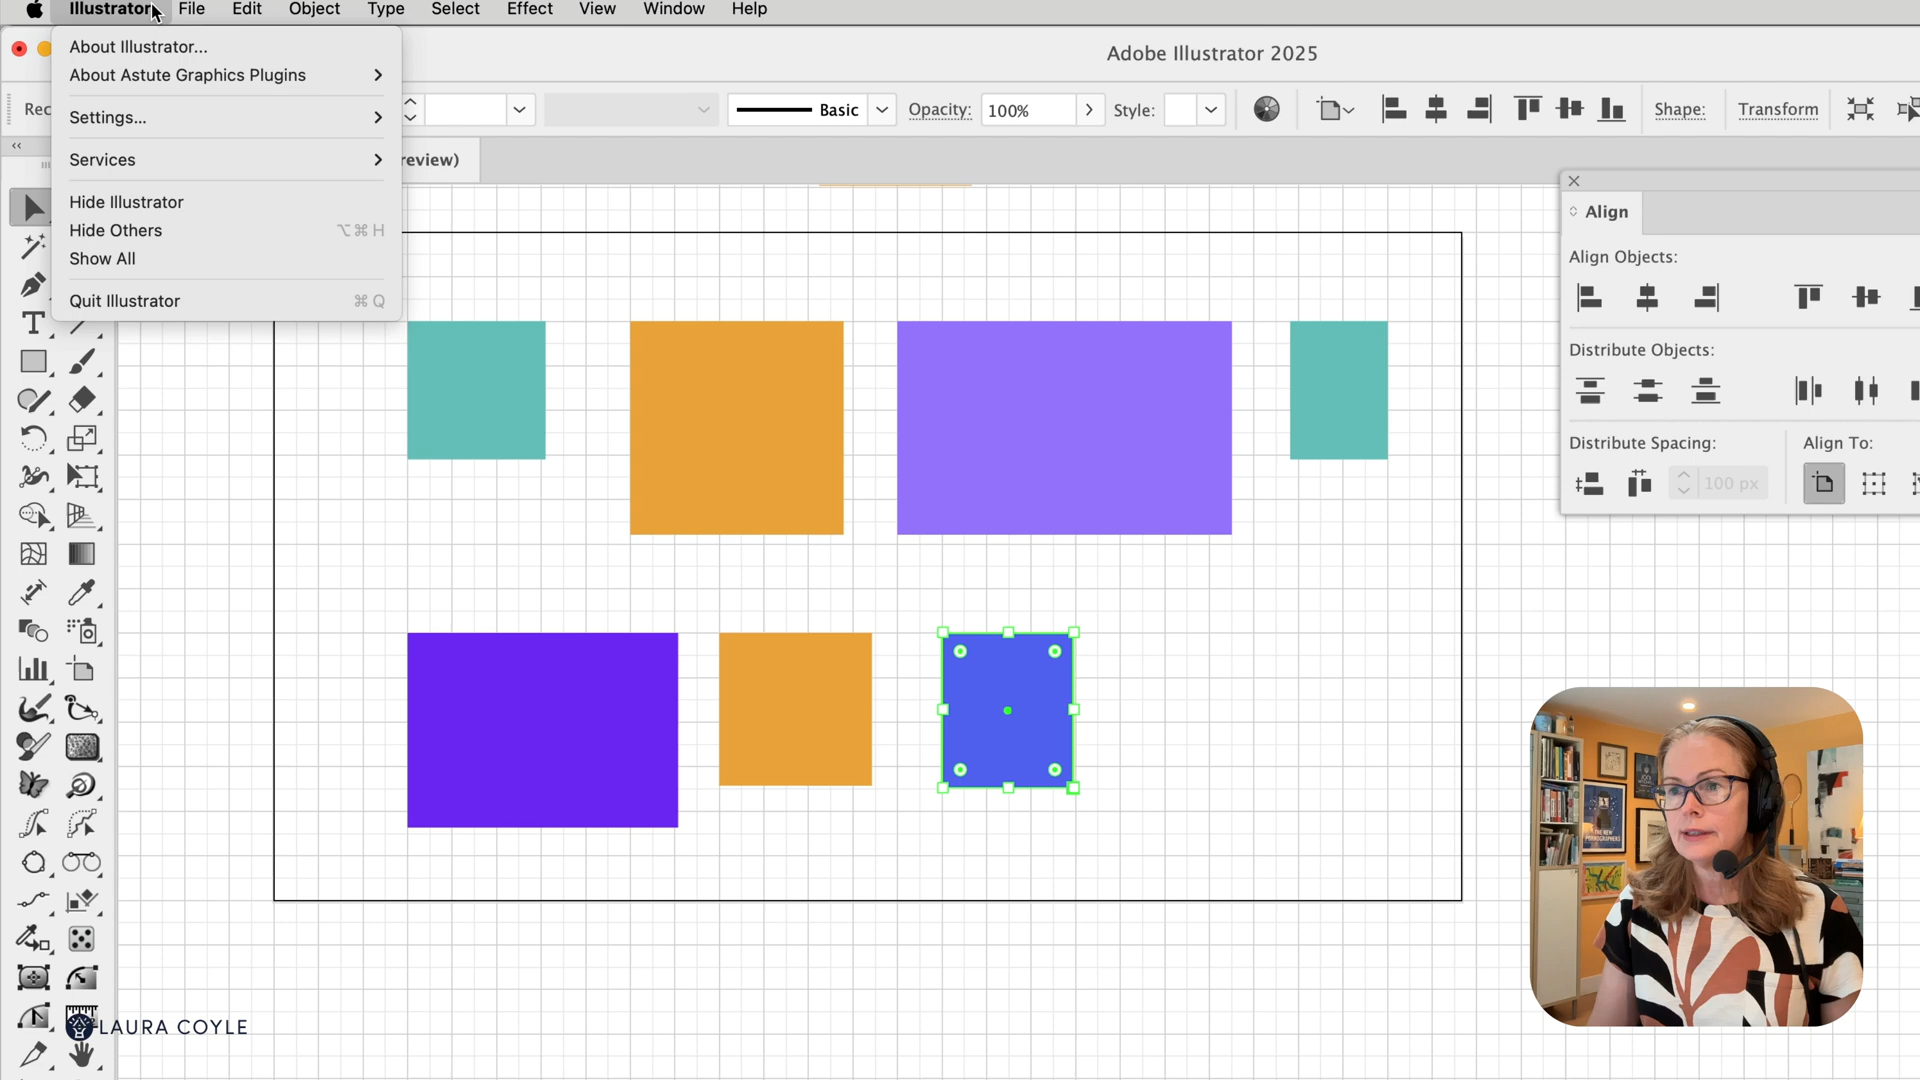 Illustrator File Edit Object Type Select Effect View Window Help
Adobe Illustrator 2025
About Illustrator...
About Astute Graphics Plugins
Settings...
Services
Hide Illustrator
Hide Others ⌥⌘H
Show All
Quit Illustrator ⌘Q
Rec
Basic Opacity: 100% Style: Shape: Transform
review)
Align
Align Objects:
Distribute Objects:
Distribute Spacing: Align To:
100 px
LAURA COYLE